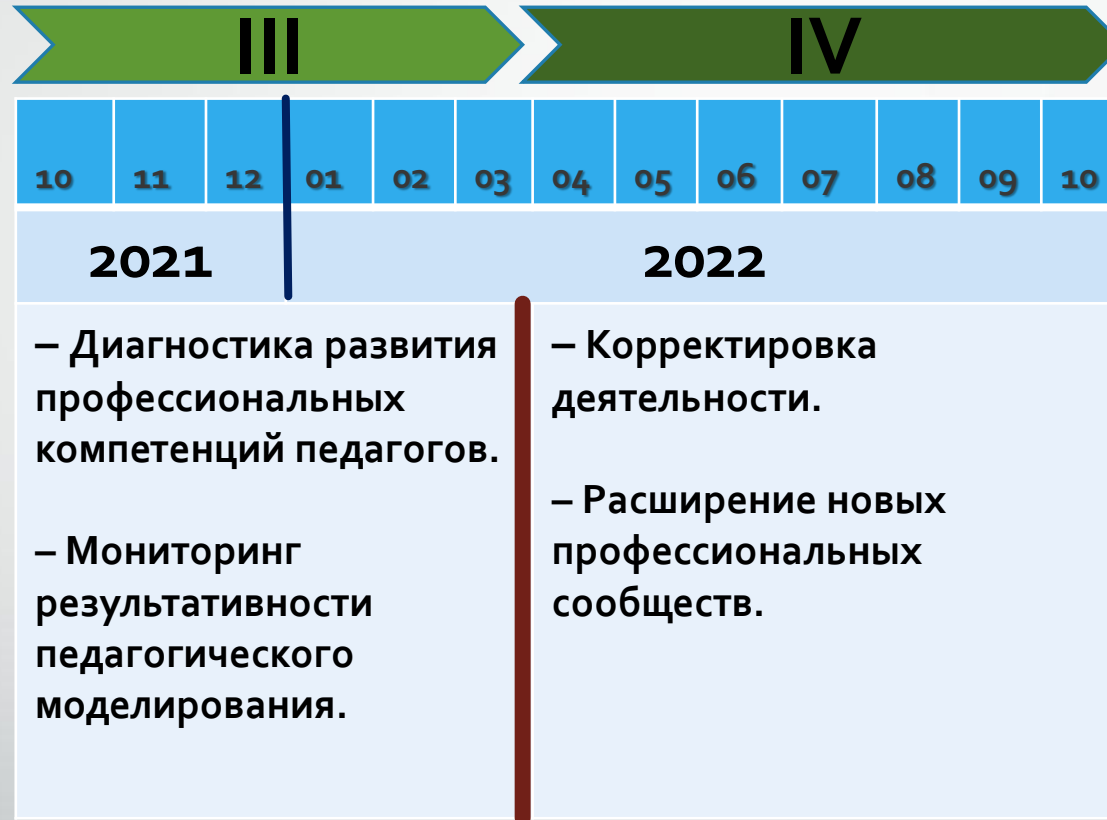 III
IV
10 11 12 01 02 03 04 05 06 07 08 09 10
2021 2022
– Диагностика развития
профессиональных
компетенций педагогов.
– Мониторинг
результативности
педагогического
моделирования.
– Корректировка
деятельности.
– Расширение новых
профессиональных
сообществ.